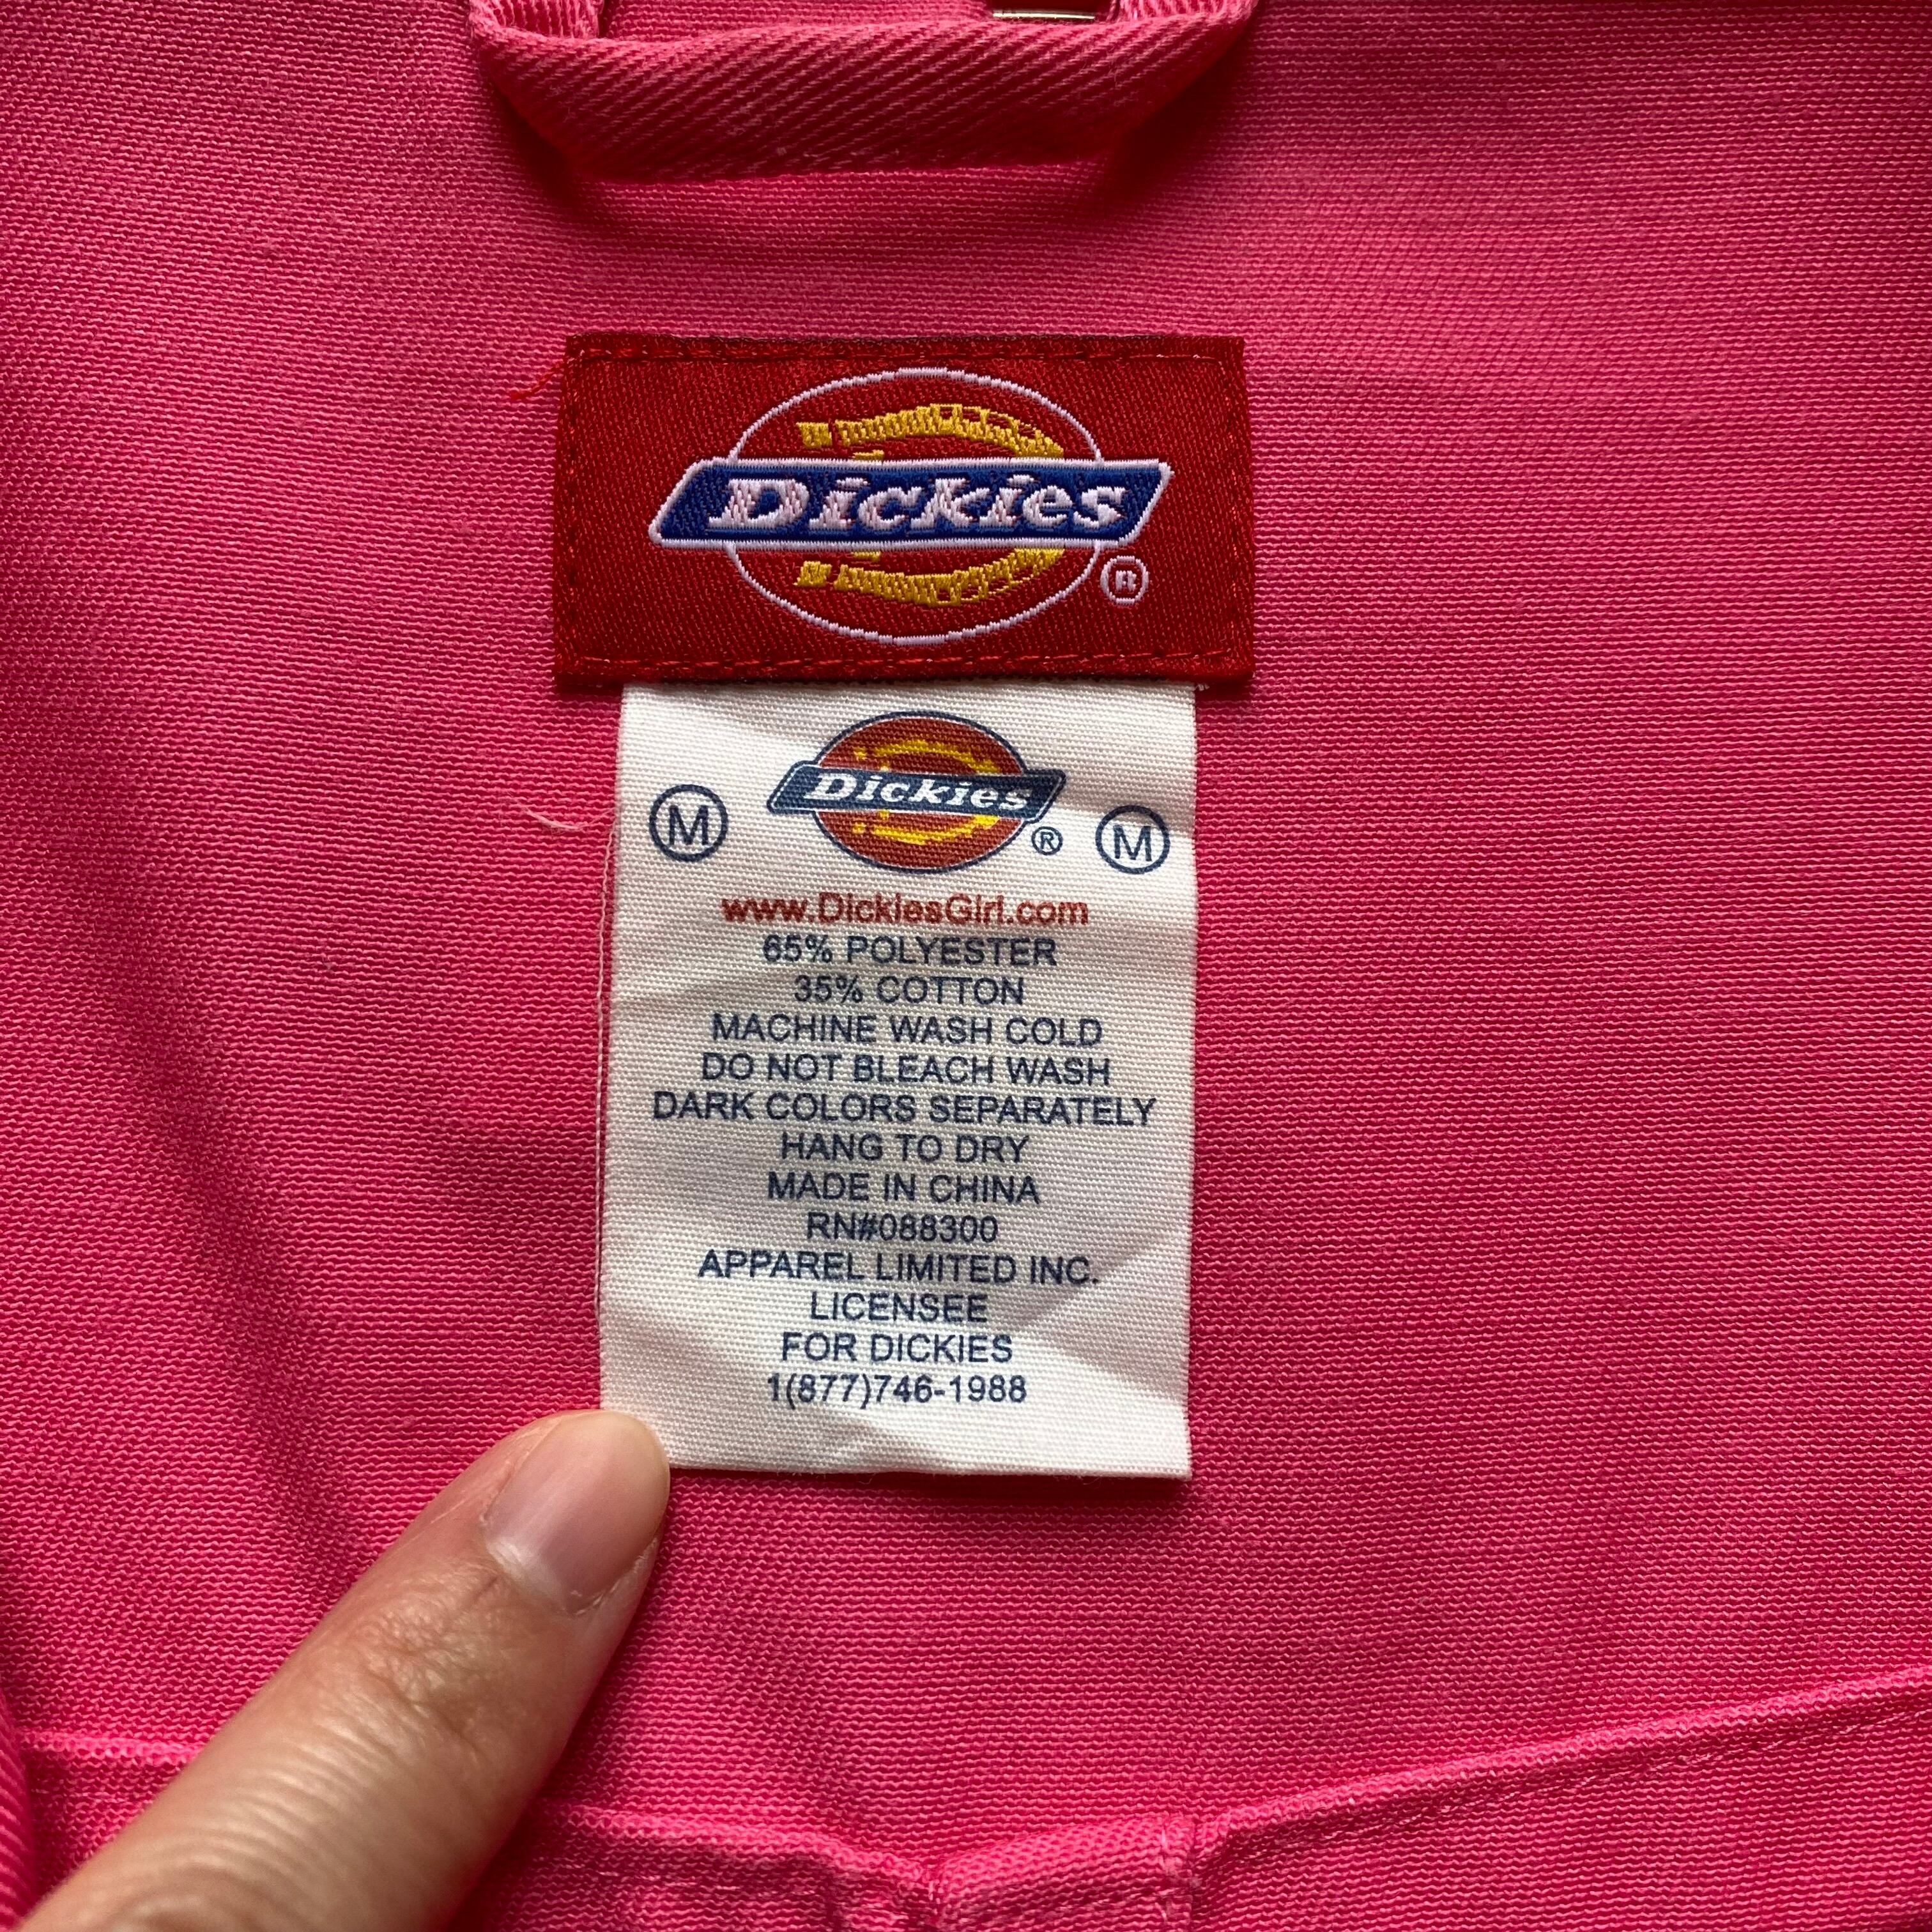 Dickies
®
Dickies
M ® M
www.DickiesGirl.com
65% POLYESTER
35% COTTON
MACHINE WASH COLD
DO NOT BLEACH WASH
DARK COLORS SEPARATELY
HANG TO DRY
MADE IN CHINA
RN#088300
APPAREL LIMITED INC.
LICENSEE
FOR DICKIES
1(877)746-1988